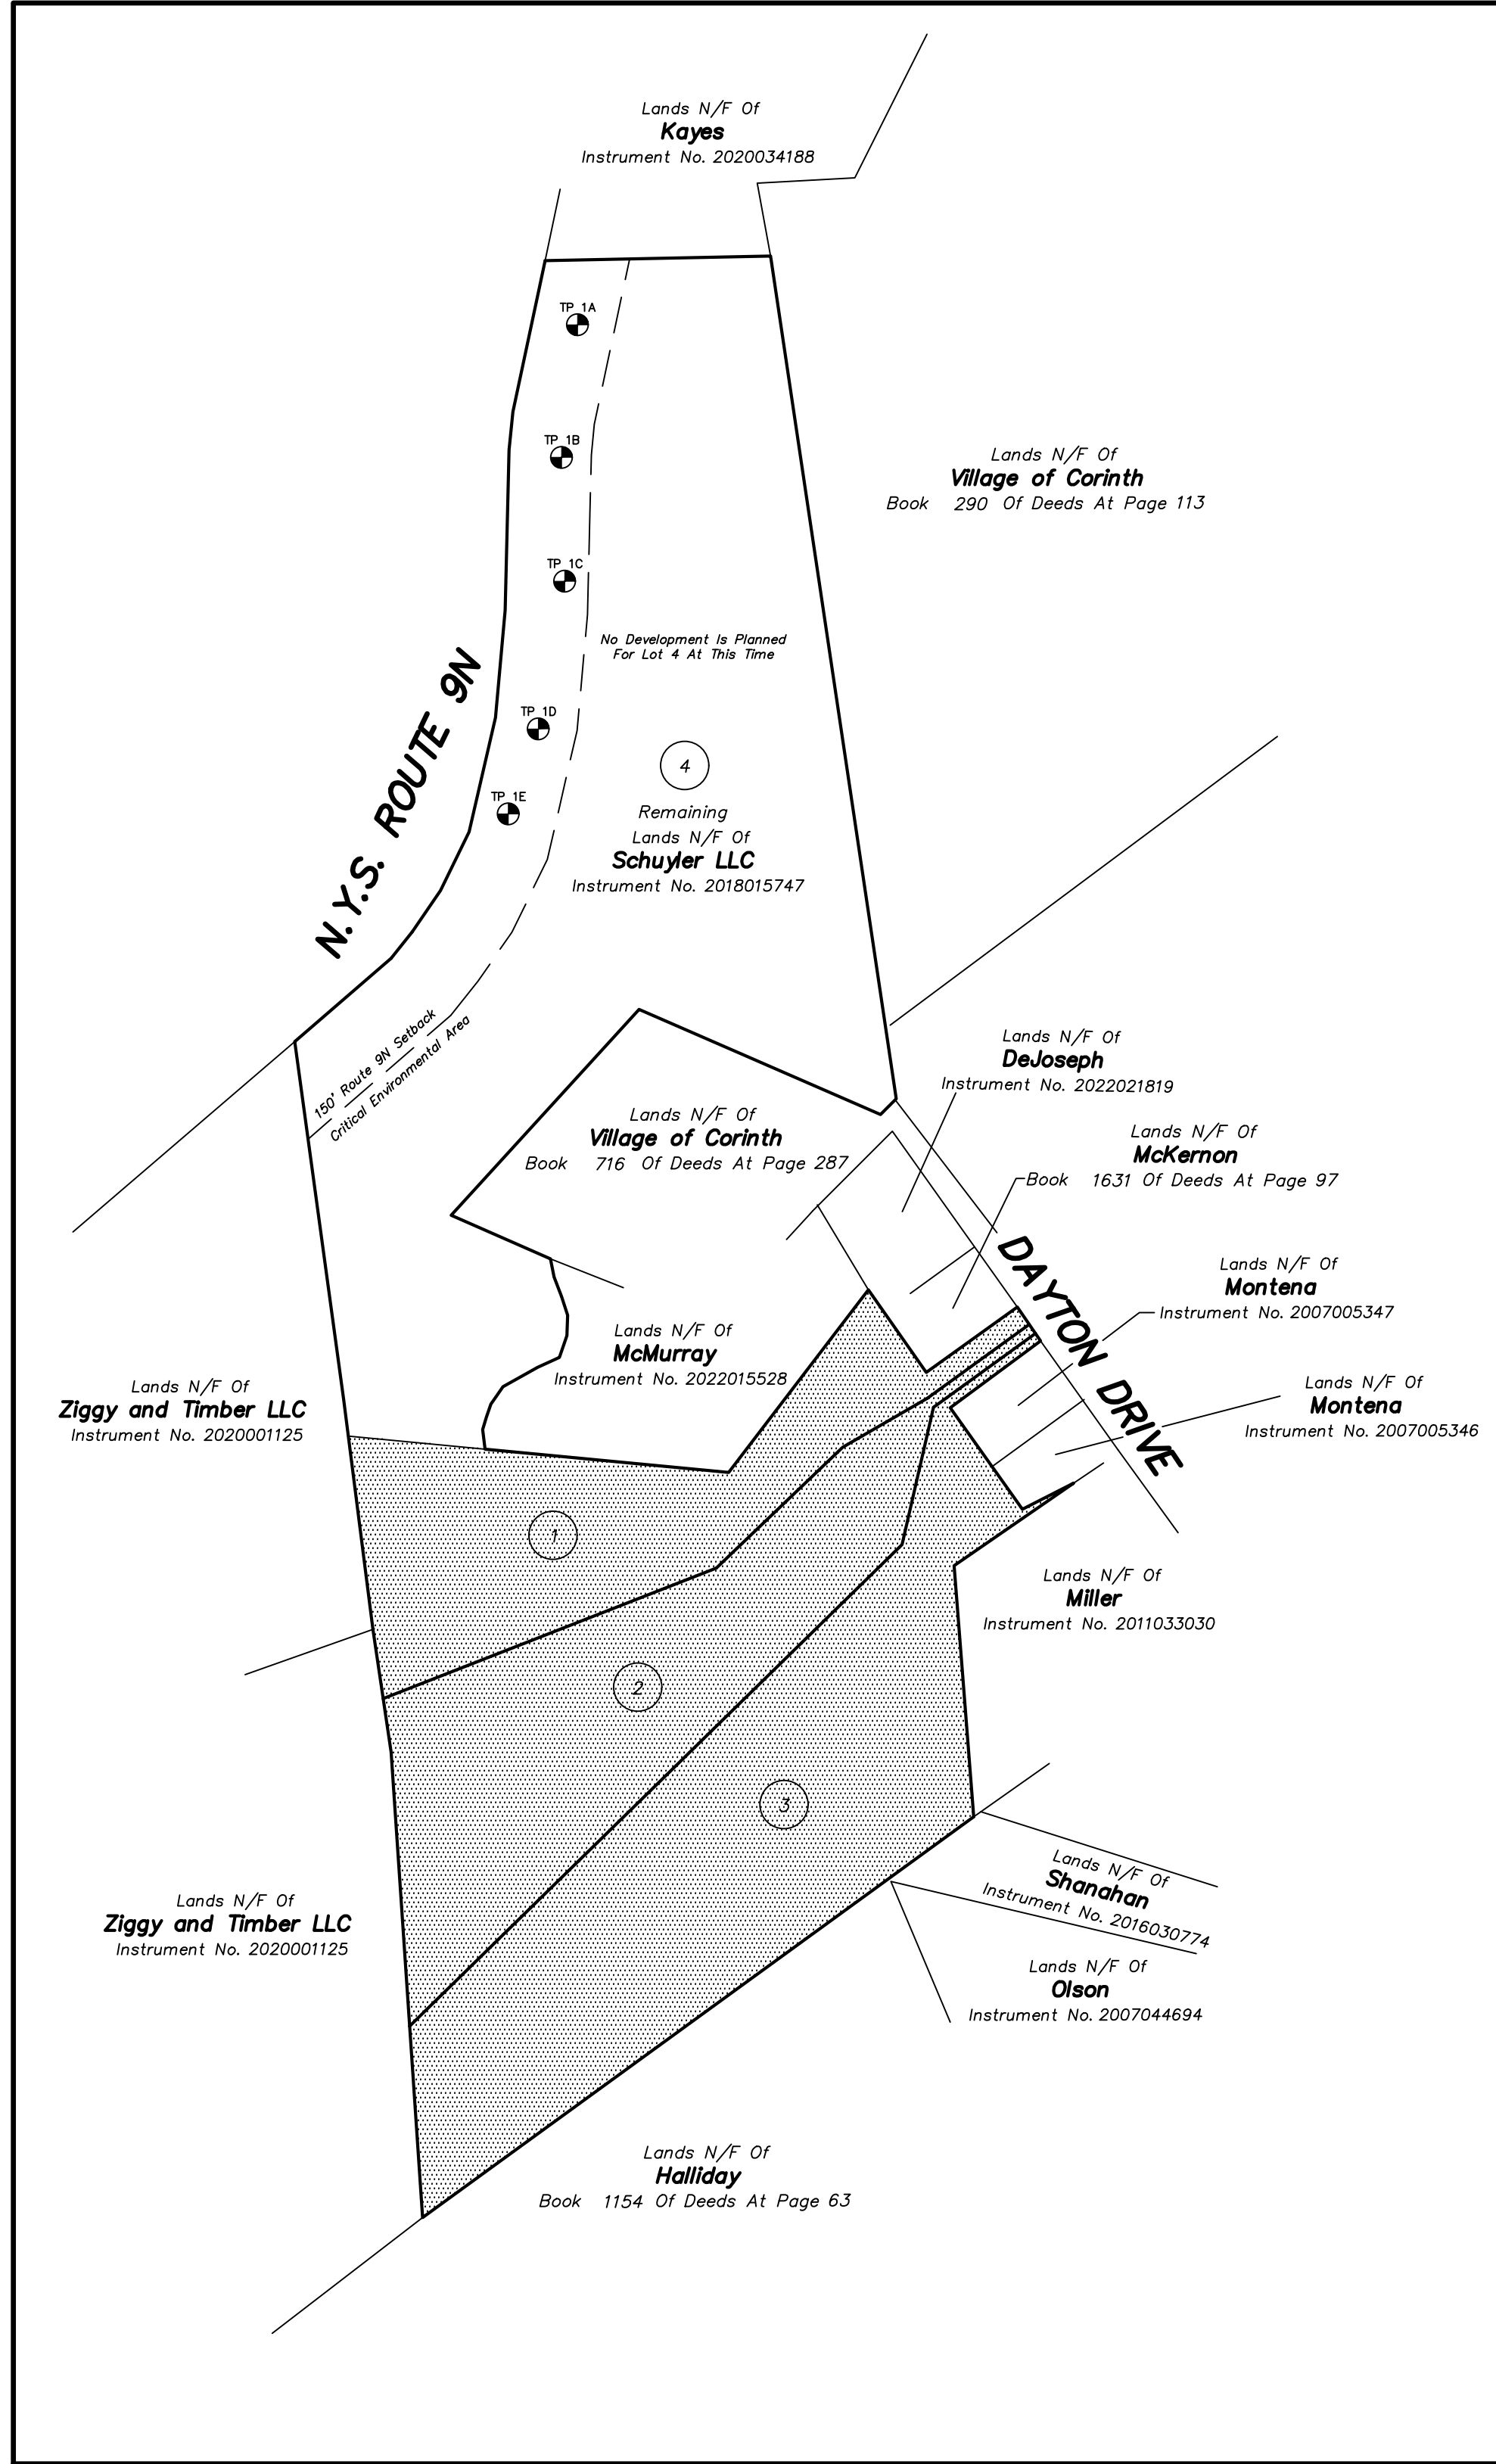 Lands N/F Of
Kayes
Instrument No. 2020034188
TP 1A
TP 1B
Lands N/F Of
Village of Corinth
Book 290 Of Deeds At Page 113
TP 1C
No Development Is Planned
For Lot 4 At This Time
N.Y.S. ROUTE 9N
TP 1D
4
TP 1E
Remaining
Lands N/F Of
Schuyler LLC
Instrument No. 2018015747
150' Route 9N Setback
Critical Environmental Area
Lands N/F Of
DeJoseph
Instrument No. 2022021819
Lands N/F Of
Village of Corinth
Book 716 Of Deeds At Page 287
Lands N/F Of
McKernon
Book 1631 Of Deeds At Page 97
DAYTON DRIVE
Lands N/F Of
Montena
Instrument No. 2007005347
Lands N/F Of
McMurray
Instrument No. 2022015528
Lands N/F Of
Ziggy and Timber LLC
Instrument No. 2020001125
Lands N/F Of
Montena
Instrument No. 2007005346
1
Lands N/F Of
Miller
Instrument No. 2011033030
2
3
Lands N/F Of
Shanahan
Instrument No. 2016030774
Lands N/F Of
Ziggy and Timber LLC
Instrument No. 2020001125
Lands N/F Of
Olson
Instrument No. 2007044694
Lands N/F Of
Halliday
Book 1154 Of Deeds At Page 63